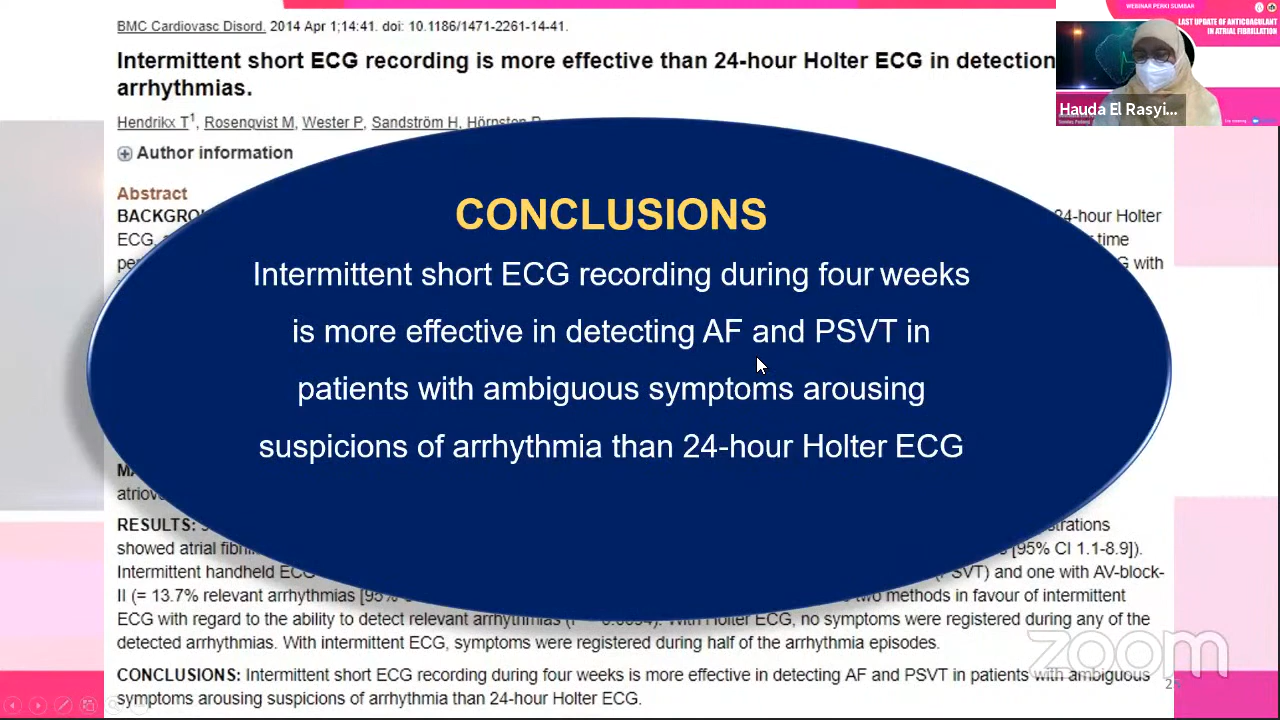 BMC Cardiovasc Disord. 2014 Apr 1;14:41. doi: 10.1186/1471-2261-14-41.
Intermittent short ECG recording is more effective than 24-hour Holter ECG in detection
arrhythmias.
Hendrikx T1, Rosenqvist M, Wester P, Sandström H, Hörnsten R
Author information
Abstract
24-hour Holter
ECG,
time
with
CONCLUSIONS
Intermittent short ECG recording during four weeks
is more effective in detecting AF and PSVT in
patients with ambiguous symptoms arousing
suspicions of arrhythmia than 24-hour Holter ECG
RESULTS:
showed atrial [95% CI 1.1-8.9]).
Intermittent handheld and one with AV-block-
II (= 13.7% relevant arrhythmias methods in favour of intermittent
ECG with regard to the ability to detect relevant arrhythmias Holter ECG, no symptoms were registered during any of the
detected arrhythmias. With intermittent ECG, symptoms were registered during half of the arrhythmia episodes.
CONCLUSIONS: Intermittent short ECG recording during four weeks is more effective in detecting AF and PSVT in patients with ambiguous
symptoms arousing suspicions of arrhythmia than 24-hour Holter ECG.
WEBINAR PERKI SUMBAR
LAST UPDATE OF ANTICOAGULANT
IN ATRIAL FIBRILLATION
Hauda El Rasyi...
zoom